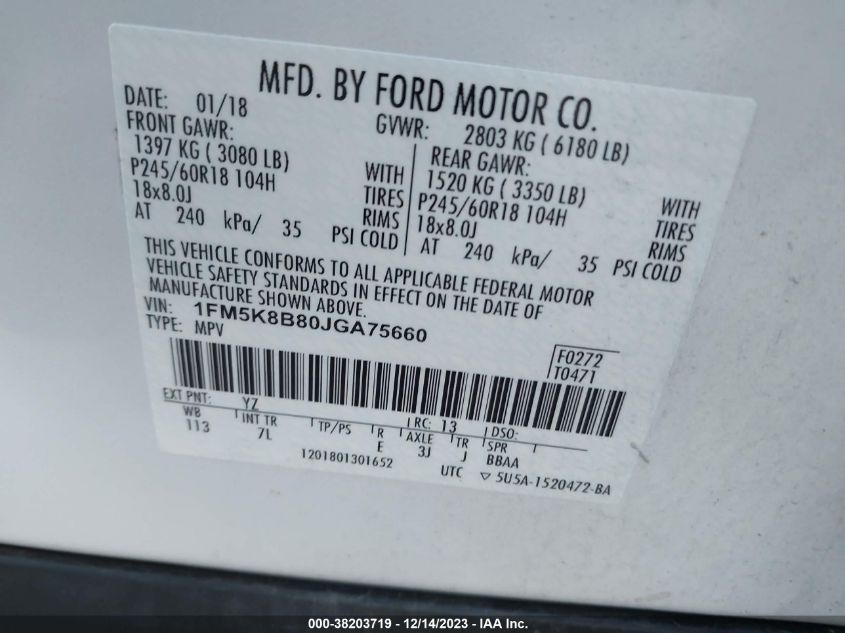 MFD. BY FORD MOTOR CO.
DATE: 01/18 GVWR: 2803 KG ( 6180 LB)
FRONT GAWR: REAR GAWR:
1397 KG ( 3080 LB) WITH 1520 KG ( 3350 LB) WITH
P245/60R18 104H TIRES P245/60R18 104H TIRES
18x8.0J RIMS 18x8.0J RIMS
AT 240 kPa/ 35 PSI COLD AT 240 kPa/ 35 PSI COLD
THIS VEHICLE CONFORMS TO ALL APPLICABLE FEDERAL MOTOR
VEHICLE SAFETY STANDARDS IN EFFECT ON THE DATE OF
MANUFACTURE SHOWN ABOVE.
VIN: 1FM5K8B80JGA75660
TYPE: MPV
F0272
T0471
EXT PNT: YZ RC: 13 DSO:
WB INT TR TP/PS R AXLE TR SPR
113 7L E 3J J BBAA
1201801301652 UTC ▽ 5U5A-1520472-BA
000-38203719 - 12/14/2023 - IAA Inc.